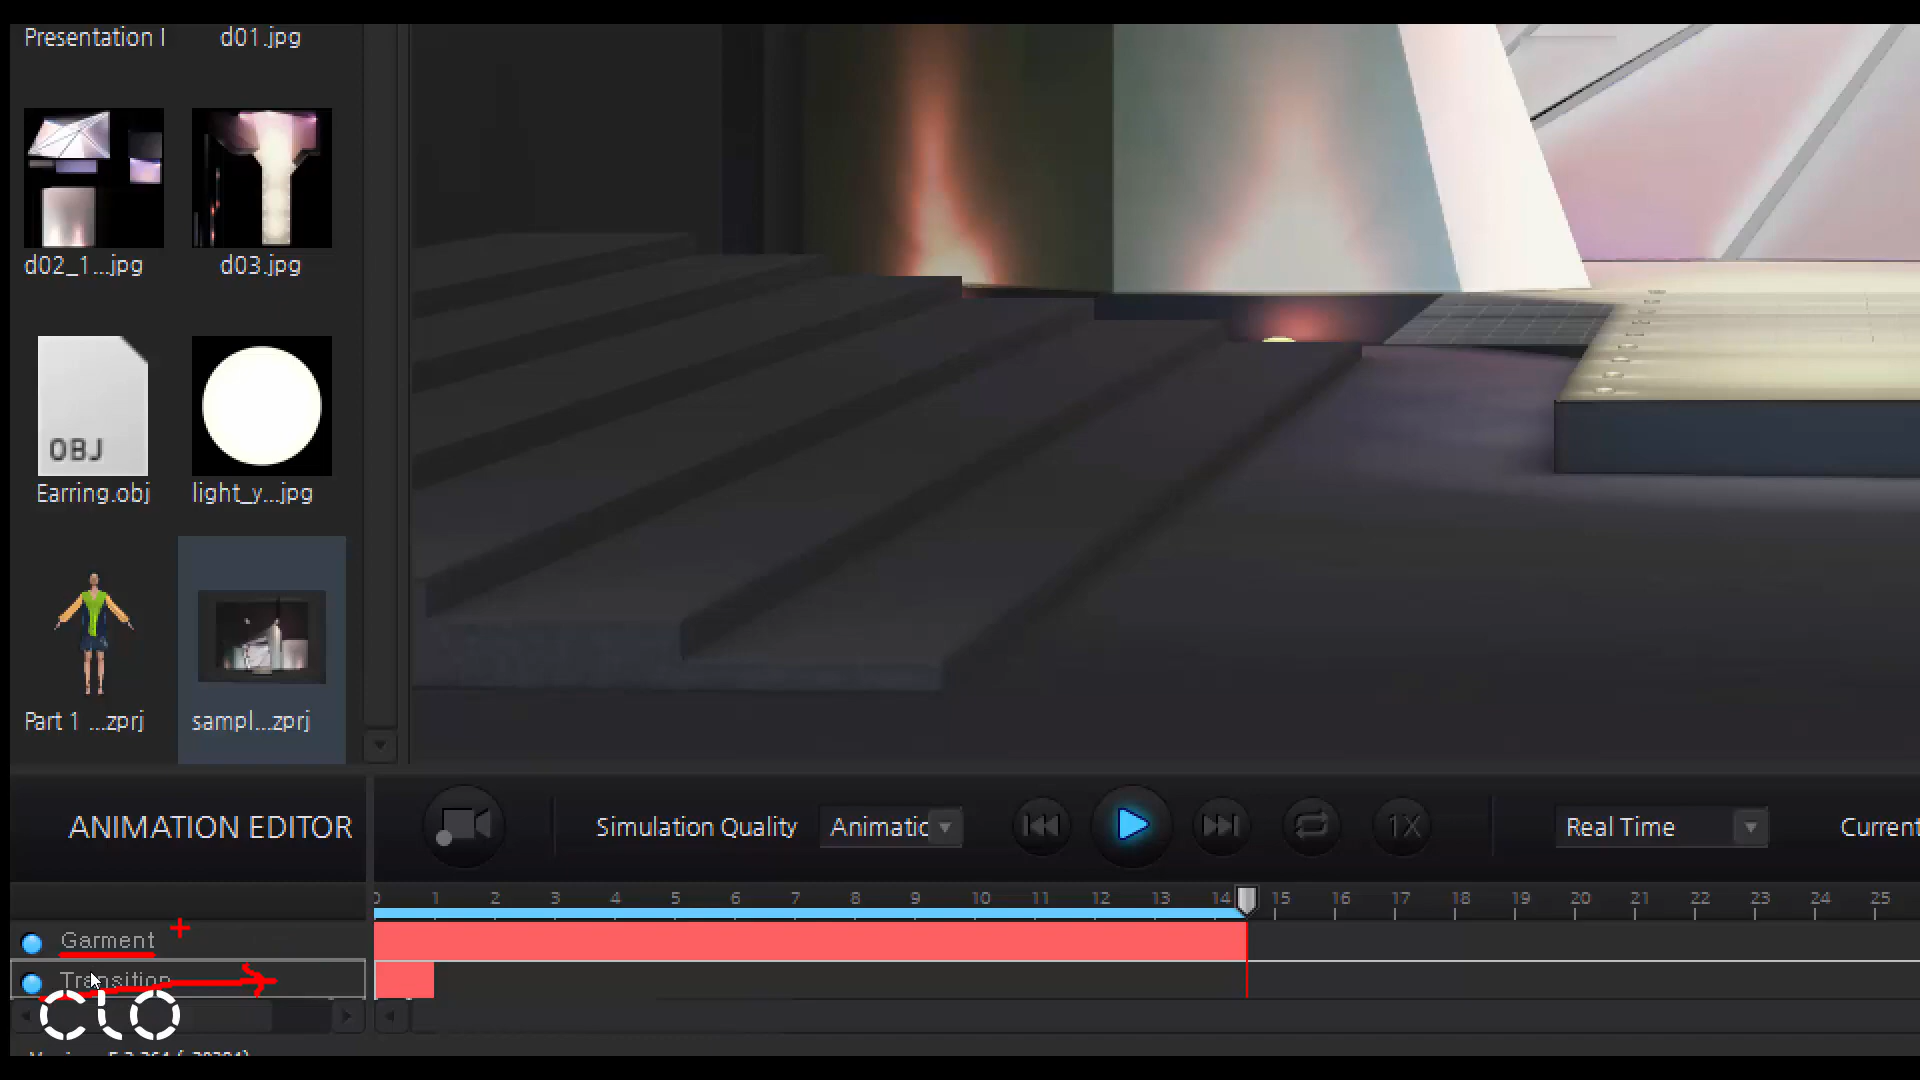 Presentation I
d01.jpg
d02_1...jpg
d03.jpg
OBJ
Earring.obj
light_y...jpg
Part 1 ...zprj
sampl...zprj
ANIMATION EDITOR
Simulation Quality
Animatic
1X
Real Time
Current
0 1 2 3 4 5 6 7 8 9 10 11 12 13 14 15 16 17 18 19 20 21 22 23 24 25
Garment
Transition
CLO